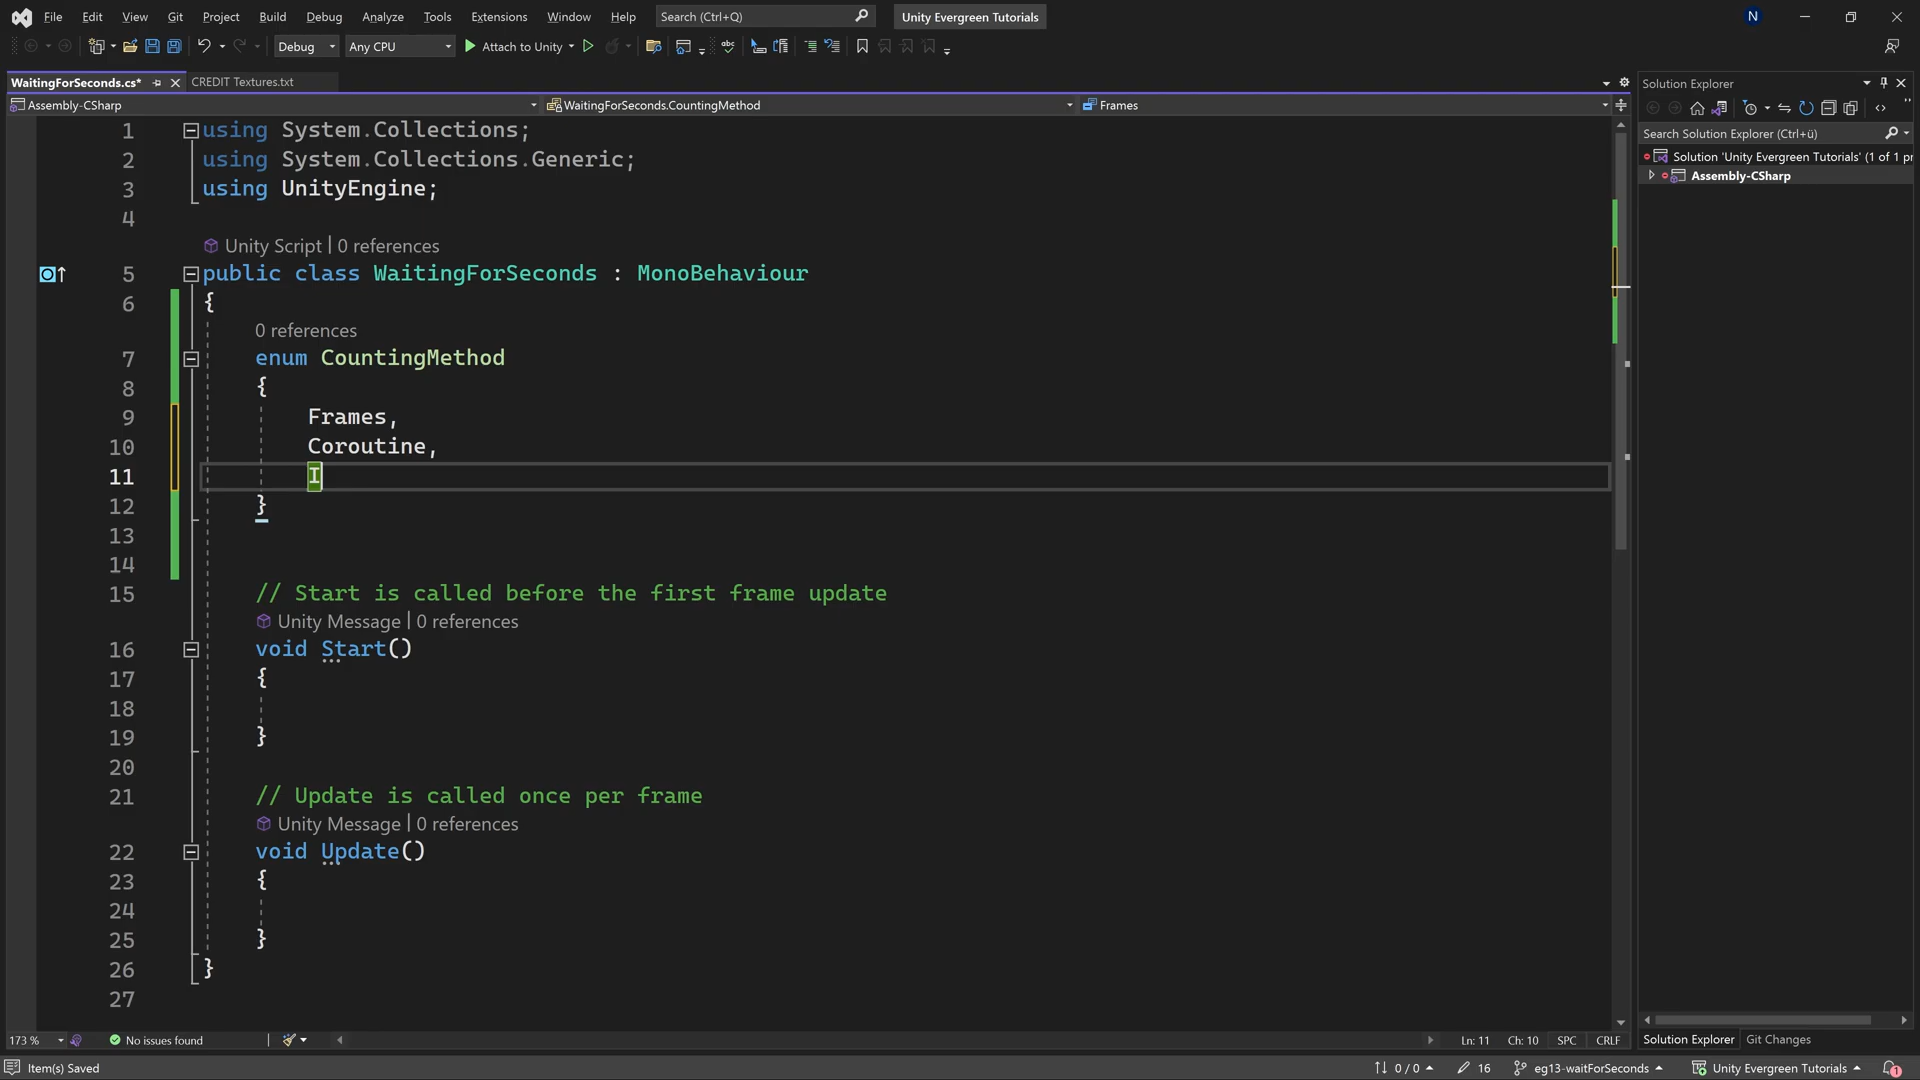 File Edit View Git Project Build Debug Analyze Tools Extensions Window Help Search (Ctrl+Q) Unity Evergreen Tutorials N
Debug Any CPU Attach to Unity
WaitingForSeconds.cs* CREDIT Textures.txt
Assembly-CSharp WaitingForSeconds.CountingMethod Frames
1 using System.Collections;
2 using System.Collections.Generic;
3 using UnityEngine;
4
Unity Script | 0 references
5 public class WaitingForSeconds : MonoBehaviour
6 {
0 references
7 enum CountingMethod
8 {
9 Frames,
10 Coroutine,
11
12 }
13
14
15 // Start is called before the first frame update
Unity Message | 0 references
16 void Start()
17 {
18
19 }
20
21 // Update is called once per frame
Unity Message | 0 references
22 void Update()
23 {
24
25 }
26 }
27
173 % No issues found Ln: 11 Ch: 10 SPC CRLF
Solution Explorer
Search Solution Explorer (Ctrl+ü)
Solution 'Unity Evergreen Tutorials' (1 of 1 pr
Assembly-CSharp
Solution Explorer Git Changes
Item(s) Saved 0 / 0 16 eg13-waitForSeconds Unity Evergreen Tutorials 1